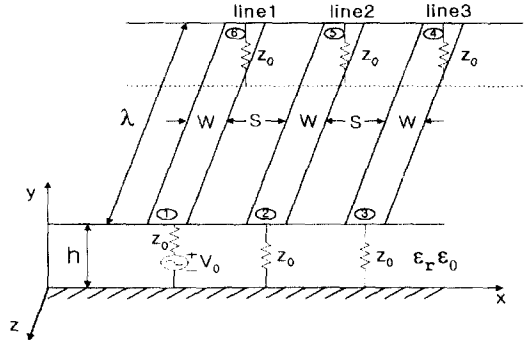 line1 line2 line3
⑥ ⑤ ④
z₀ z₀ z₀
λ
W S W S W
y
① ② ③
h z₀ V₀ z₀ z₀ εᵣε₀
+
−
x
z